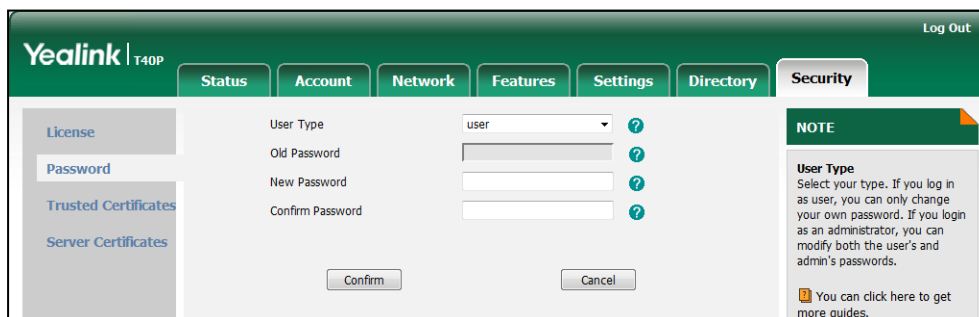 Log Out
Yealink T40P
Status Account Network Features Settings Directory Security
License
Password
Trusted Certificates
Server Certificates
User Type user ?
Old Password ?
New Password ?
Confirm Password ?
Confirm Cancel
NOTE
User Type
Select your type. If you log in
as user, you can only change
your own password. If you login
as an administrator, you can
modify both the user's and
admin's passwords.
? You can click here to get
more guides.